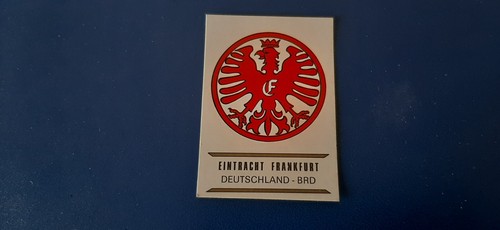 E
EINTRACHT FRANKFURT
DEUTSCHLAND - BRD